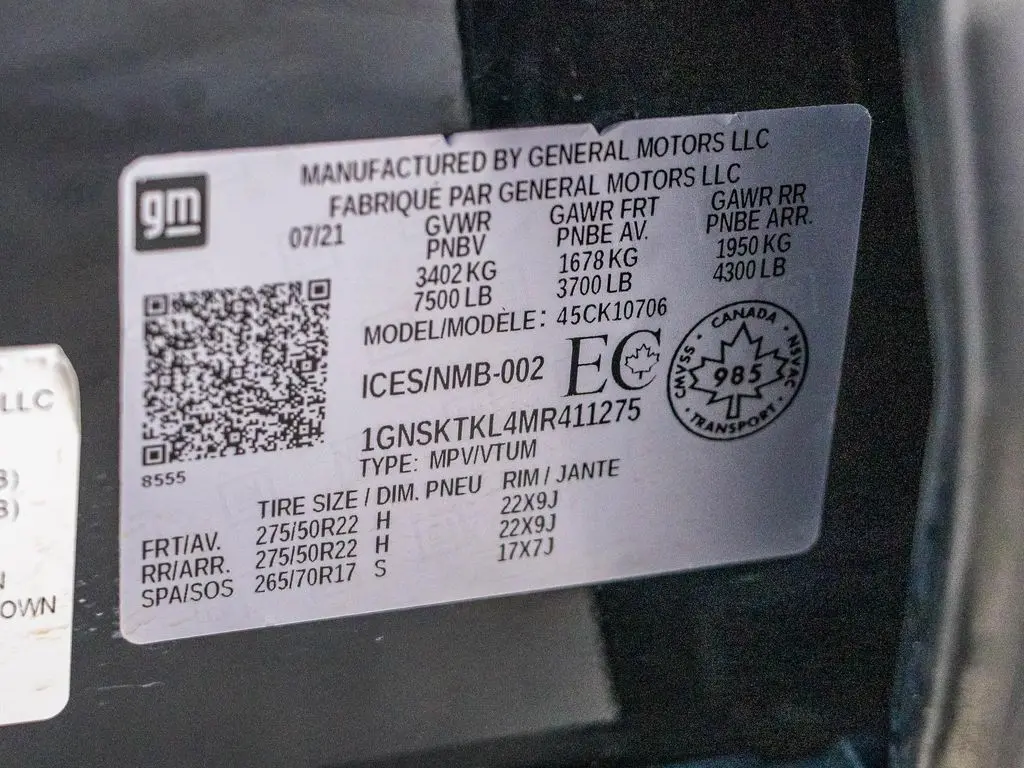 gm
MANUFACTURED BY GENERAL MOTORS LLC
FABRIQUÉ PAR GENERAL MOTORS LLC
07/21
GVWR GAWR FRT GAWR RR
PNBV PNBE AV. PNBE ARR.
3402 KG 1678 KG 1950 KG
7500 LB 3700 LB 4300 LB
MODEL/MODÈLE: 45CK10706
ICES/NMB-002 EC
CANADA
CMVSS 985 NSVAC
TRANSPORT
1GNSKTKL4MR411275
TYPE: MPV/VTUM
8555
TIRE SIZE / DIM. PNEU RIM / JANTE
FRT/AV. 275/50R22 H 22X9J
RR/ARR. 275/50R22 H 22X9J
SPA/SOS 265/70R17 S 17X7J
LLC
OWN